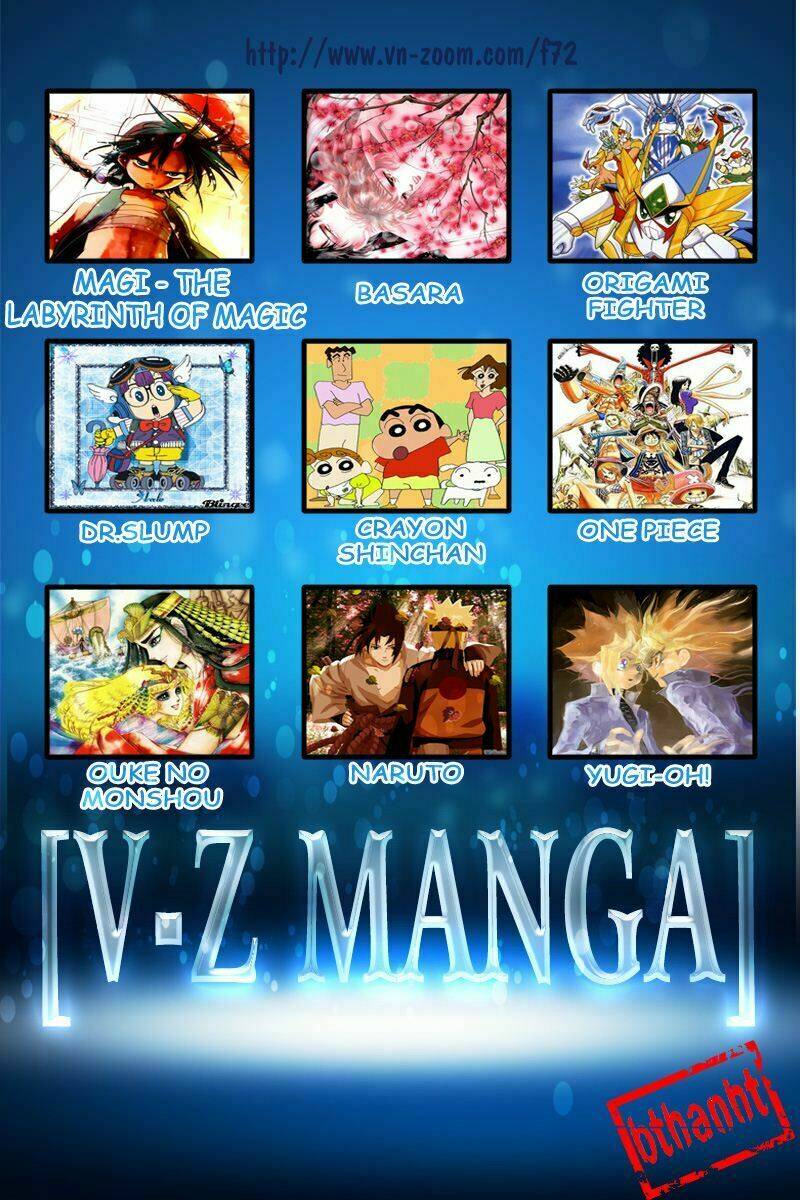 http://www.vn-zoom.com/f72
MAGI - THE
LABYRINTH OF MAGIC
BASARA
ORIGAMI
FIGHTER
Blingee
DR.SLUMP
CRAYON
SHINCHAN
ONE PIECE
OUKE NO
MONSHOU
NARUTO
YUGI-OH!
[V-Z MANGA]
bthanht